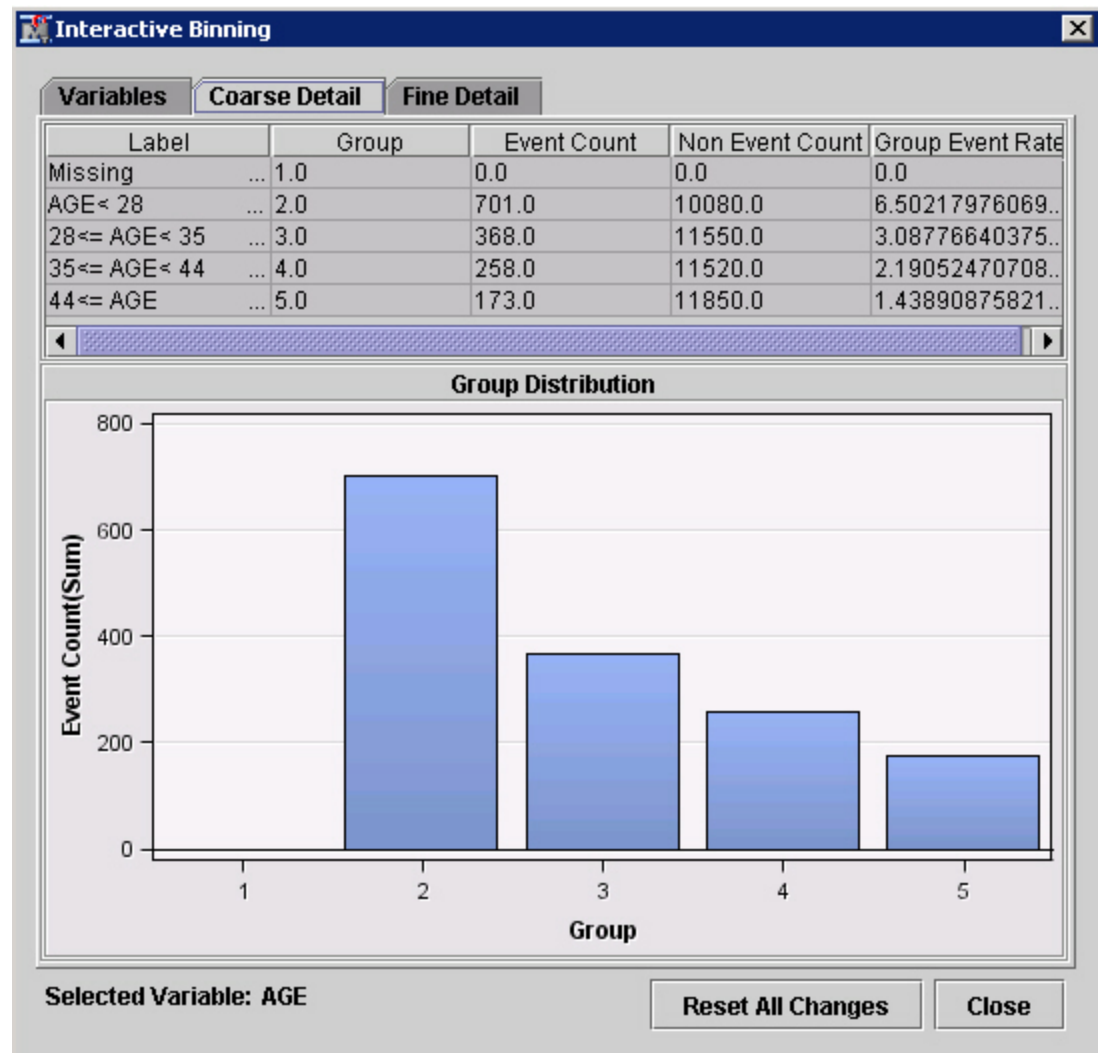 Interactive Binning
Variables Coarse Detail Fine Detail
Label Group Event Count Non Event Count Group Event Rate
Missing ... 1.0 0.0 0.0 0.0
AGE< 28 ... 2.0 701.0 10080.0 6.50217976069..
28<= AGE< 35 ... 3.0 368.0 11550.0 3.08776640375..
35<= AGE< 44 ... 4.0 258.0 11520.0 2.19052470708..
44<= AGE ... 5.0 173.0 11850.0 1.43890875821..
Group Distribution
800
600
400
200
0
Event Count(Sum)
1 2 3 4 5
Group
Selected Variable: AGE Reset All Changes Close